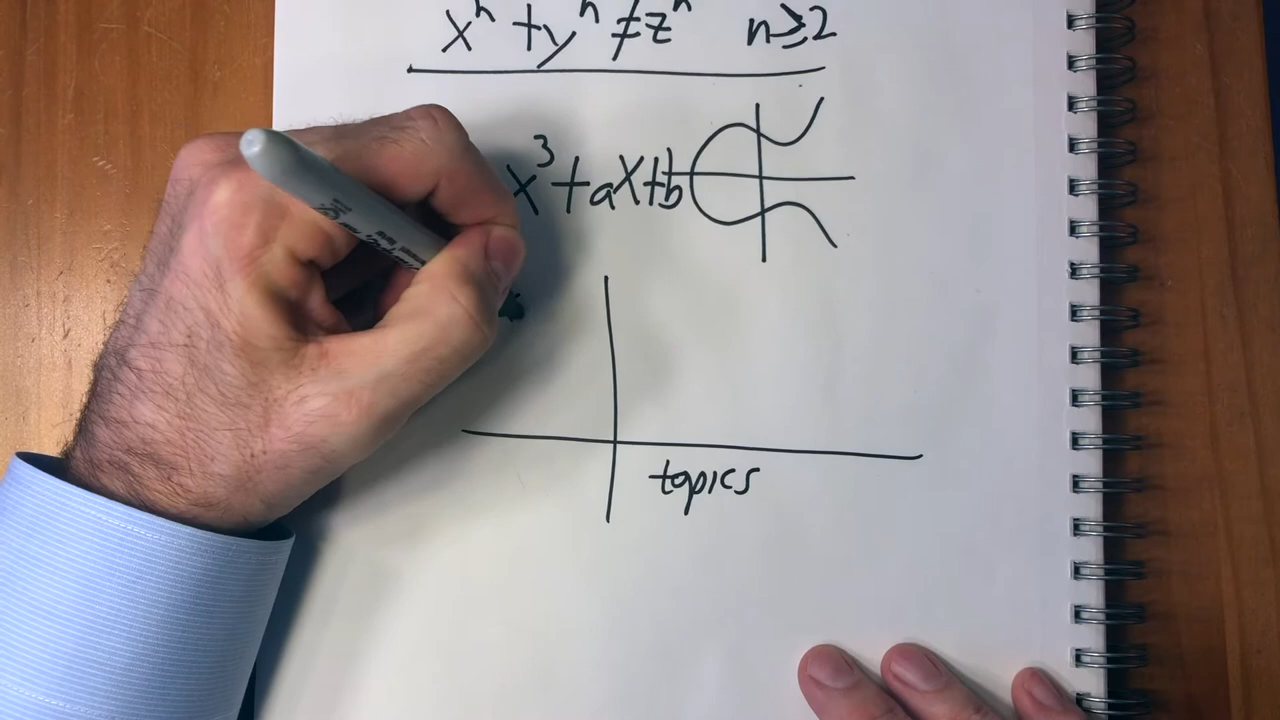 xⁿ + yⁿ ≠ zⁿ n ≥ 2
x³ + ax + b
topics